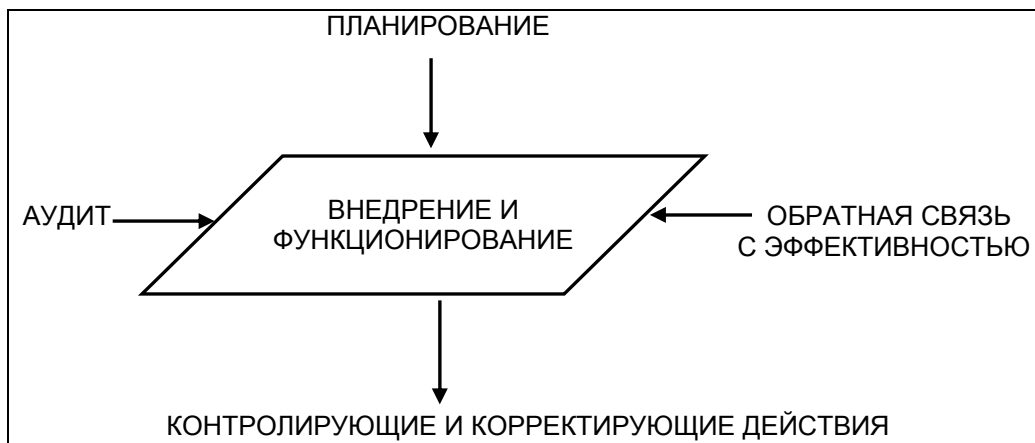 ПЛАНИРОВАНИЕ
АУДИТ
ВНЕДРЕНИЕ И
ФУНКЦИОНИРОВАНИЕ
ОБРАТНАЯ СВЯЗЬ
С ЭФФЕКТИВНОСТЬЮ
КОНТРОЛИРУЮЩИЕ И КОРРЕКТИРУЮЩИЕ ДЕЙСТВИЯ